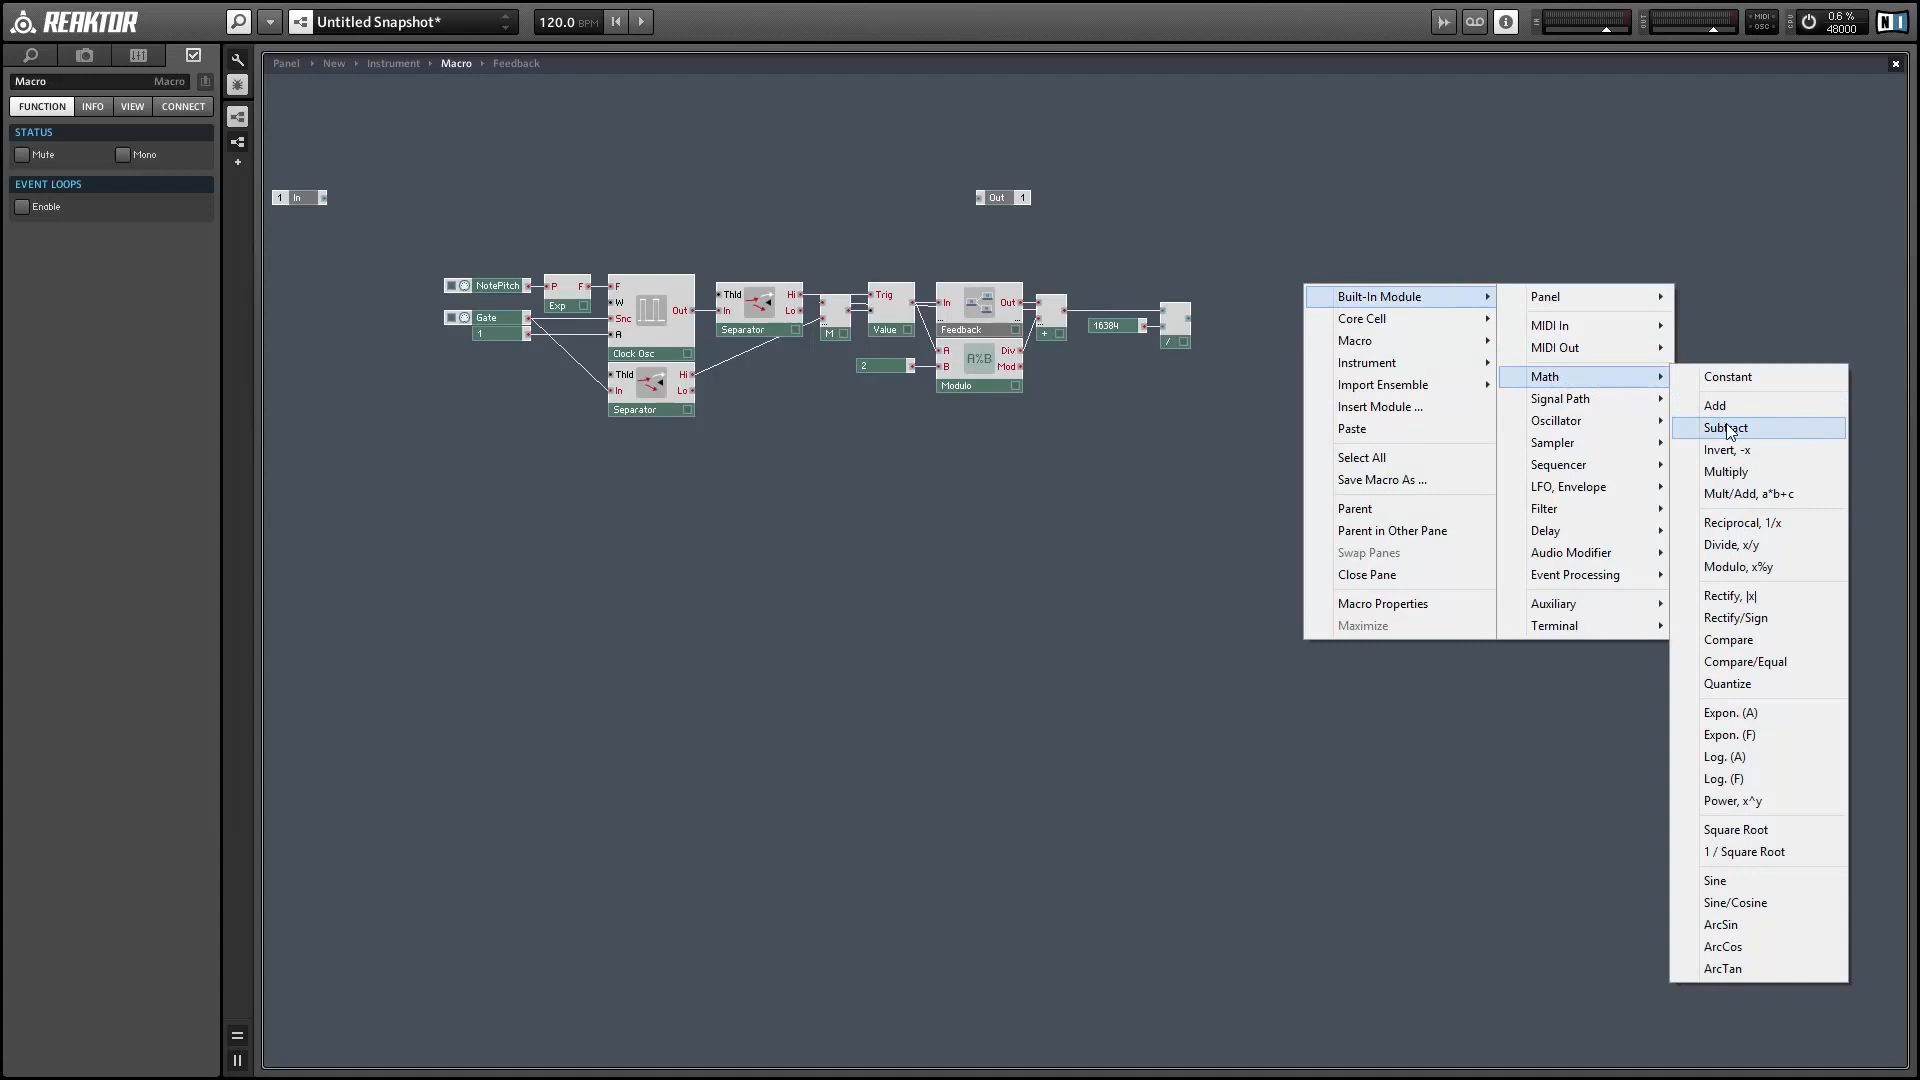 REAKTOR
Untitled Snapshot*
120.0 BPM
MIDI
OSC
0.6 %
48000
Macro Macro
FUNCTION INFO VIEW CONNECT
STATUS
Mute Mono
EVENT LOOPS
Enable
Panel New Instrument Macro Feedback
1 In
Out 1
NotePitch
P F
Exp
Gate
1
F
W
Snc
A
Out
Clock Osc
Thld Hi
In Lo
Separator
Thld Hi
In Lo
Separator
M
Trig
Value
2
In Out
Feedback
A Div
B Mod
A%B
Modulo
+
16384
/
Built-In Module
Core Cell
Macro
Instrument
Import Ensemble
Insert Module ...
Paste
Select All
Save Macro As ...
Parent
Parent in Other Pane
Swap Panes
Close Pane
Macro Properties
Maximize
Panel
MIDI In
MIDI Out
Math
Signal Path
Oscillator
Sampler
Sequencer
LFO, Envelope
Filter
Delay
Audio Modifier
Event Processing
Auxiliary
Terminal
Constant
Add
Subtract
Invert, -x
Multiply
Mult/Add, a*b+c
Reciprocal, 1/x
Divide, x/y
Modulo, x%y
Rectify, |x|
Rectify/Sign
Compare
Compare/Equal
Quantize
Expon. (A)
Expon. (F)
Log. (A)
Log. (F)
Power, x^y
Square Root
1 / Square Root
Sine
Sine/Cosine
ArcSin
ArcCos
ArcTan